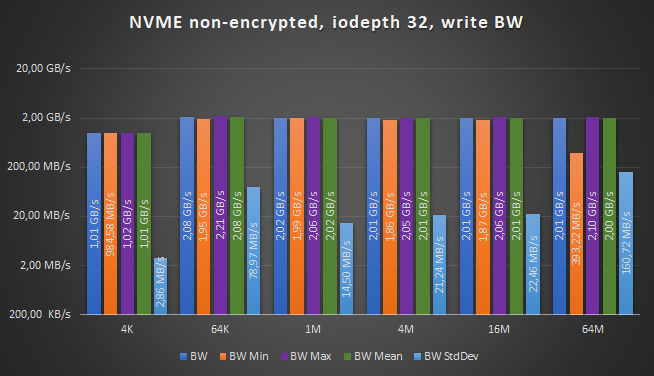 NVME non-encrypted, iodepth 32, write BW
20,00 GB/s
2,00 GB/s
200,00 MB/s
20,00 MB/s
2,00 MB/s
200,00 KB/s
1,01 GB/s
984,58 MB/s
1,02 GB/s
1,01 GB/s
2,86 MB/s
2,08 GB/s
1,95 GB/s
2,21 GB/s
2,08 GB/s
78,97 MB/s
2,02 GB/s
1,99 GB/s
2,06 GB/s
2,02 GB/s
14,50 MB/s
2,01 GB/s
1,86 GB/s
2,05 GB/s
2,01 GB/s
21,24 MB/s
2,01 GB/s
1,87 GB/s
2,06 GB/s
2,01 GB/s
22,46 MB/s
2,01 GB/s
393,22 MB/s
2,10 GB/s
2,00 GB/s
160,72 MB/s
4K 64K 1M 4M 16M 64M
BW BW Min BW Max BW Mean BW StdDev